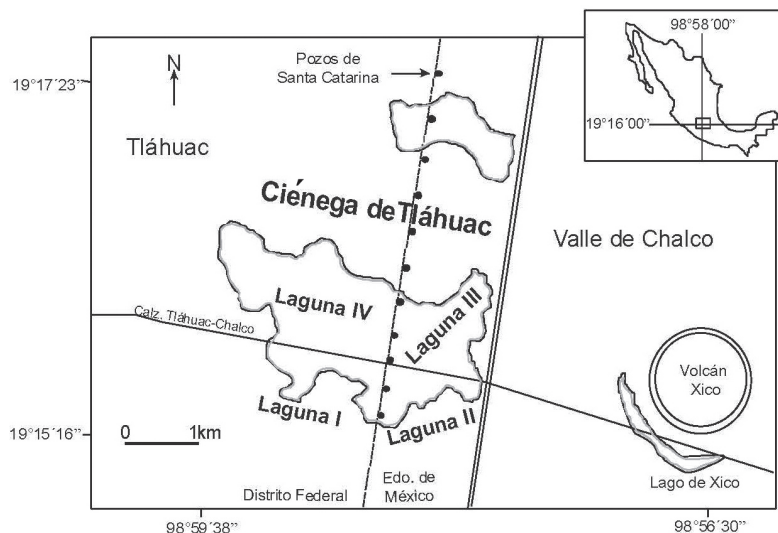 98°58´00”
Pozos de
Santa Catarina
N
19°17´23”
19°16´00”
Tláhuac
Ciénega de Tláhuac
Valle de Chalco
Laguna IV
Laguna III
Calz. Tláhuac-Chalco
Volcán
Xico
Laguna I
Laguna II
19°15´16”
0 1km
Lago de Xico
Distrito Federal
Edo. de
México
98°59´38”
98°56´30”